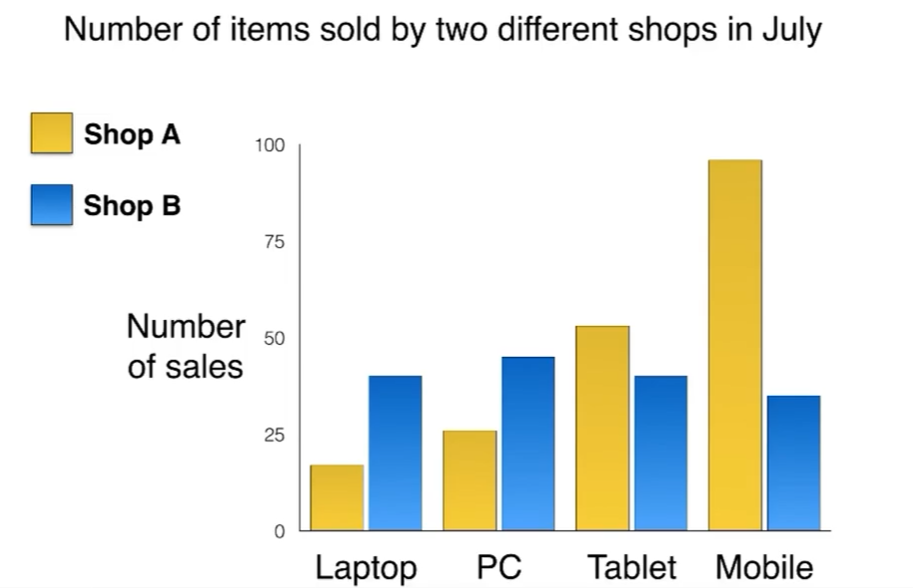 Number of items sold by two different shops in July
Shop A
Shop B
Number
of sales
100
75
50
25
0
Laptop PC Tablet Mobile